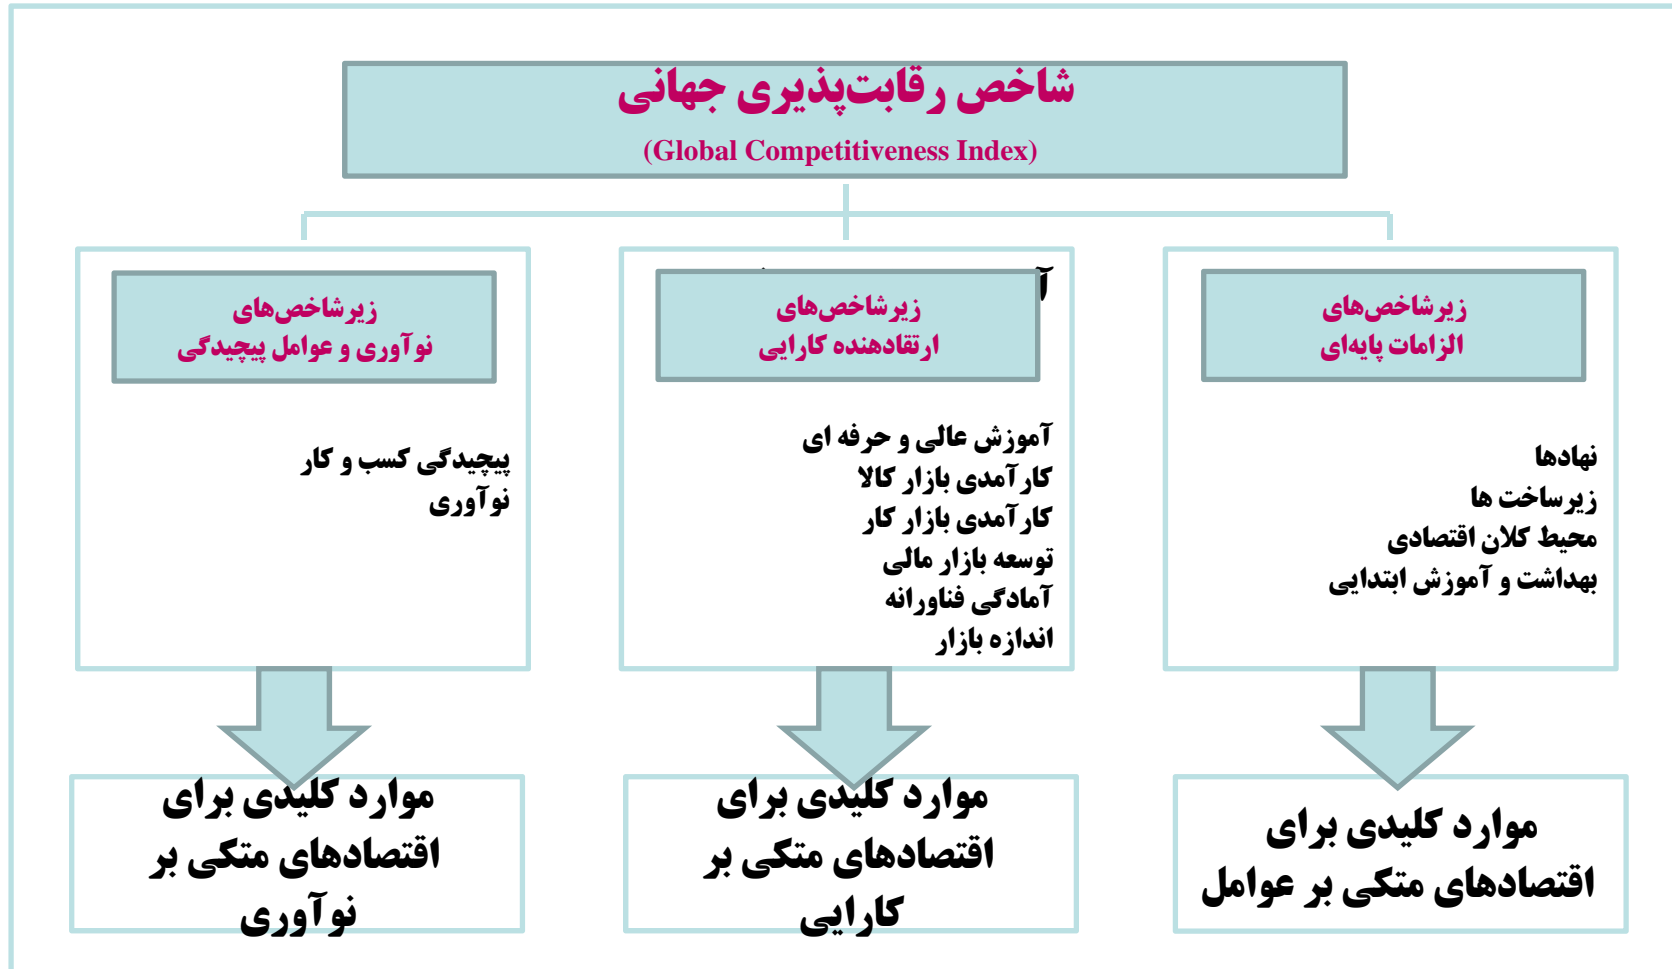 شاخص رقابت‌پذیری جهانی
(Global Competitiveness Index)
زیرشاخص‌های
الزامات پایه‌ای
نهادها
زیرساخت ها
محیط کلان اقتصادی
بهداشت و آموزش ابتدایی
موارد کلیدی برای
اقتصادهای متکی بر عوامل
زیرشاخص‌های
ارتقادهنده کارایی
آموزش عالی و حرفه ای
کارآمدی بازار کالا
کارآمدی بازار کار
توسعه بازار مالی
آمادگی فناورانه
اندازه بازار
موارد کلیدی برای
اقتصادهای متکی بر
کارایی
زیرشاخص‌های
نوآوری و عوامل پیچیدگی
پیچیدگی کسب و کار
نوآوری
موارد کلیدی برای
اقتصادهای متکی بر
نوآوری